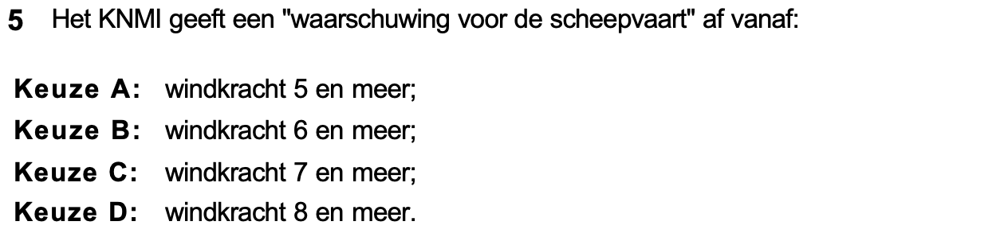 5 Het KNMI geeft een "waarschuwing voor de scheepvaart" af vanaf:
Keuze A: windkracht 5 en meer;
Keuze B: windkracht 6 en meer;
Keuze C: windkracht 7 en meer;
Keuze D: windkracht 8 en meer.